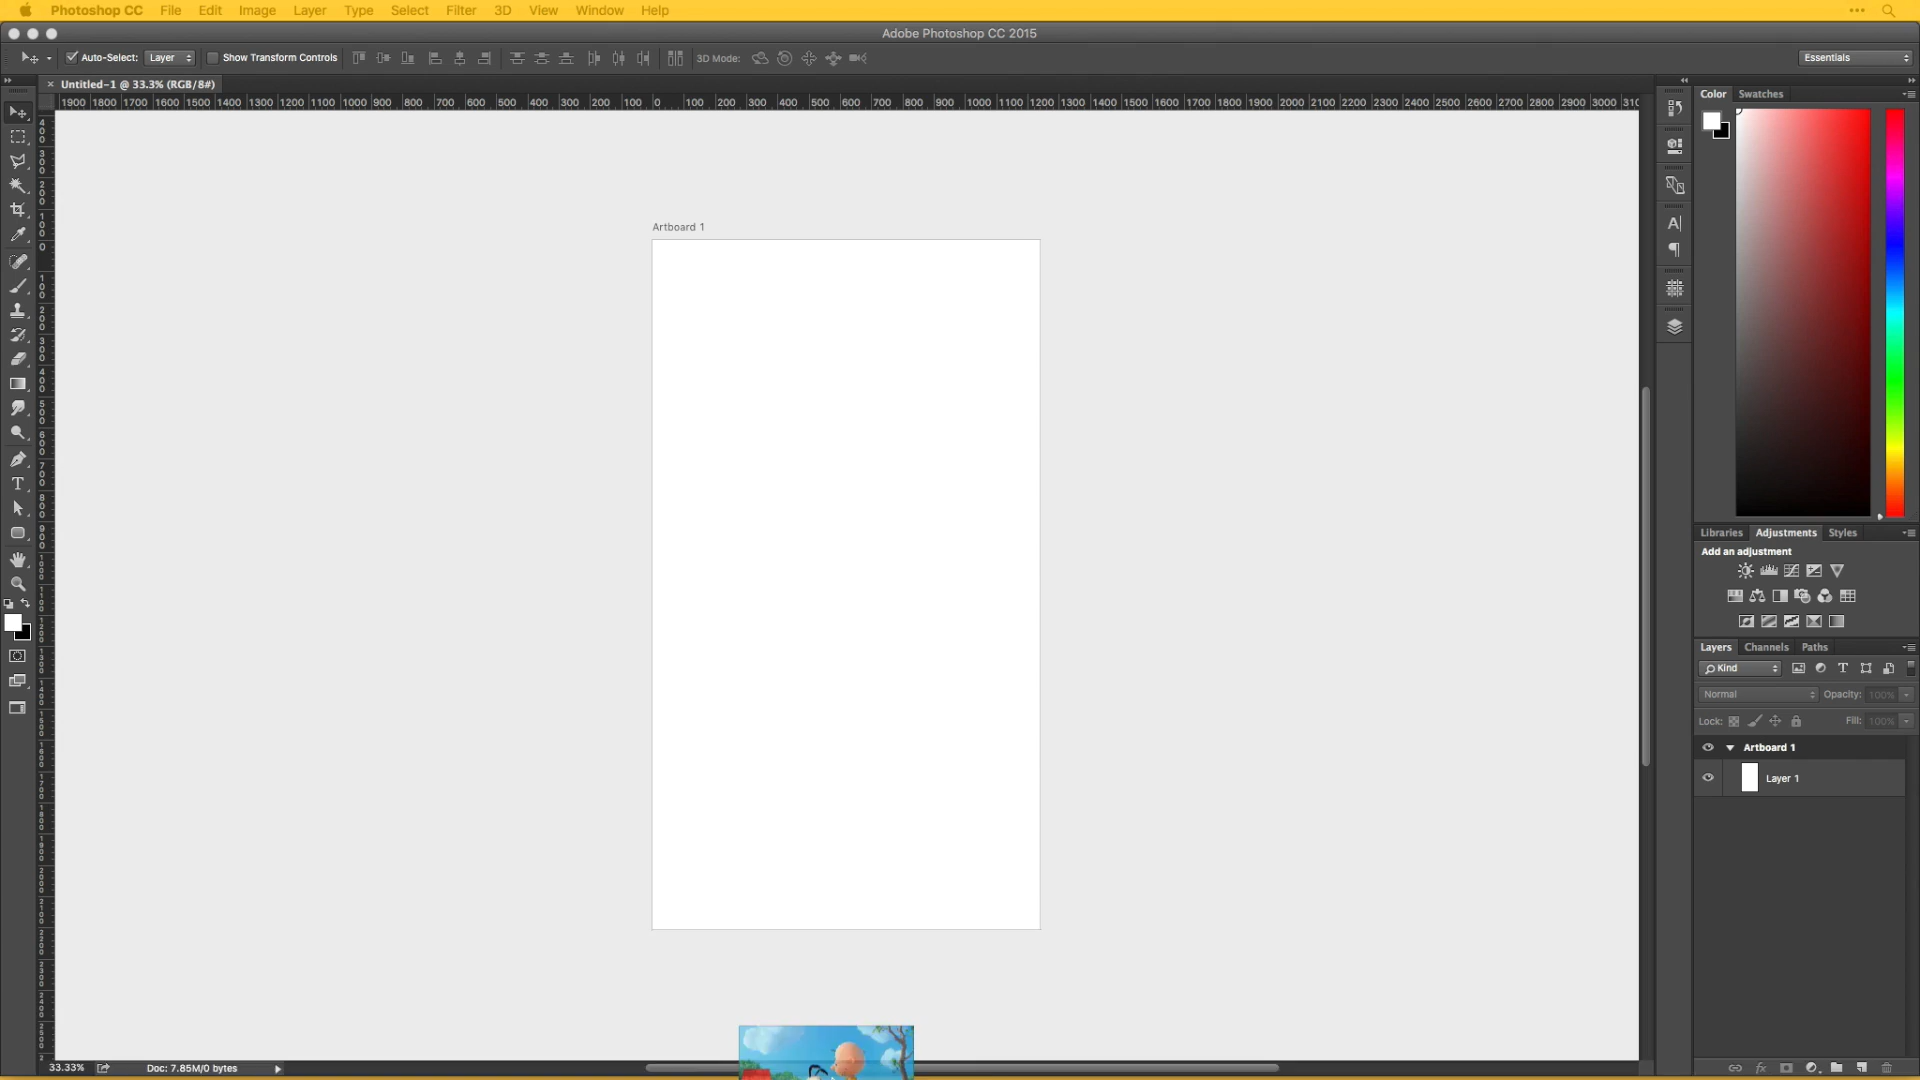 Photoshop CC File Edit Image Layer Type Select Filter 3D View Window Help
Adobe Photoshop CC 2015
Auto-Select: Layer Show Transform Controls 3D Mode: Essentials
Untitled-1 @ 33.3% (RGB/8#)
1900 1800 1700 1600 1500 1400 1300 1200 1100 1000 900 800 700 600 500 400 300 200 100 0 100 200 300 400 500 600 700 800 900 1000 1100 1200 1300 1400 1500 1600 1700 1800 1900 2000 2100 2200 2300 2400 2500 2600 2700 2800 2900 3000 310
Color Swatches
Artboard 1
Libraries Adjustments Styles
Add an adjustment
Layers Channels Paths
Kind
Normal Opacity: 100%
Lock: Fill: 100%
Artboard 1
Layer 1
33.33% Doc: 7.85M/0 bytes